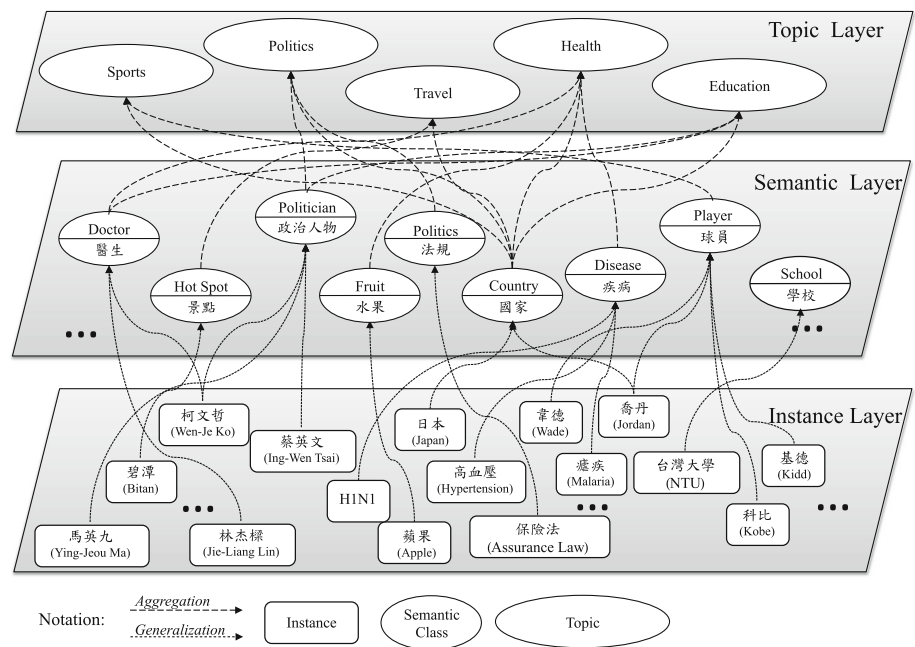 Topic Layer
Politics
Health
Sports
Travel
Education
Semantic Layer
Doctor
醫生
Politician
政治人物
Politics
法規
Player
球員
Hot Spot
景點
Fruit
水果
Country
國家
Disease
疾病
School
學校
Instance Layer
柯文哲
(Wen-Je Ko)
蔡英文
(Ing-Wen Tsai)
日本
(Japan)
韋德
(Wade)
喬丹
(Jordan)
碧潭
(Bitan)
高血壓
(Hypertension)
瘧疾
(Malaria)
台灣大學
(NTU)
基德
(Kidd)
H1N1
馬英九
(Ying-Jeou Ma)
林杰樑
(Jie-Liang Lin)
蘋果
(Apple)
保險法
(Assurance Law)
科比
(Kobe)
Notation:
Aggregation
Generalization
Instance
Semantic
Class
Topic